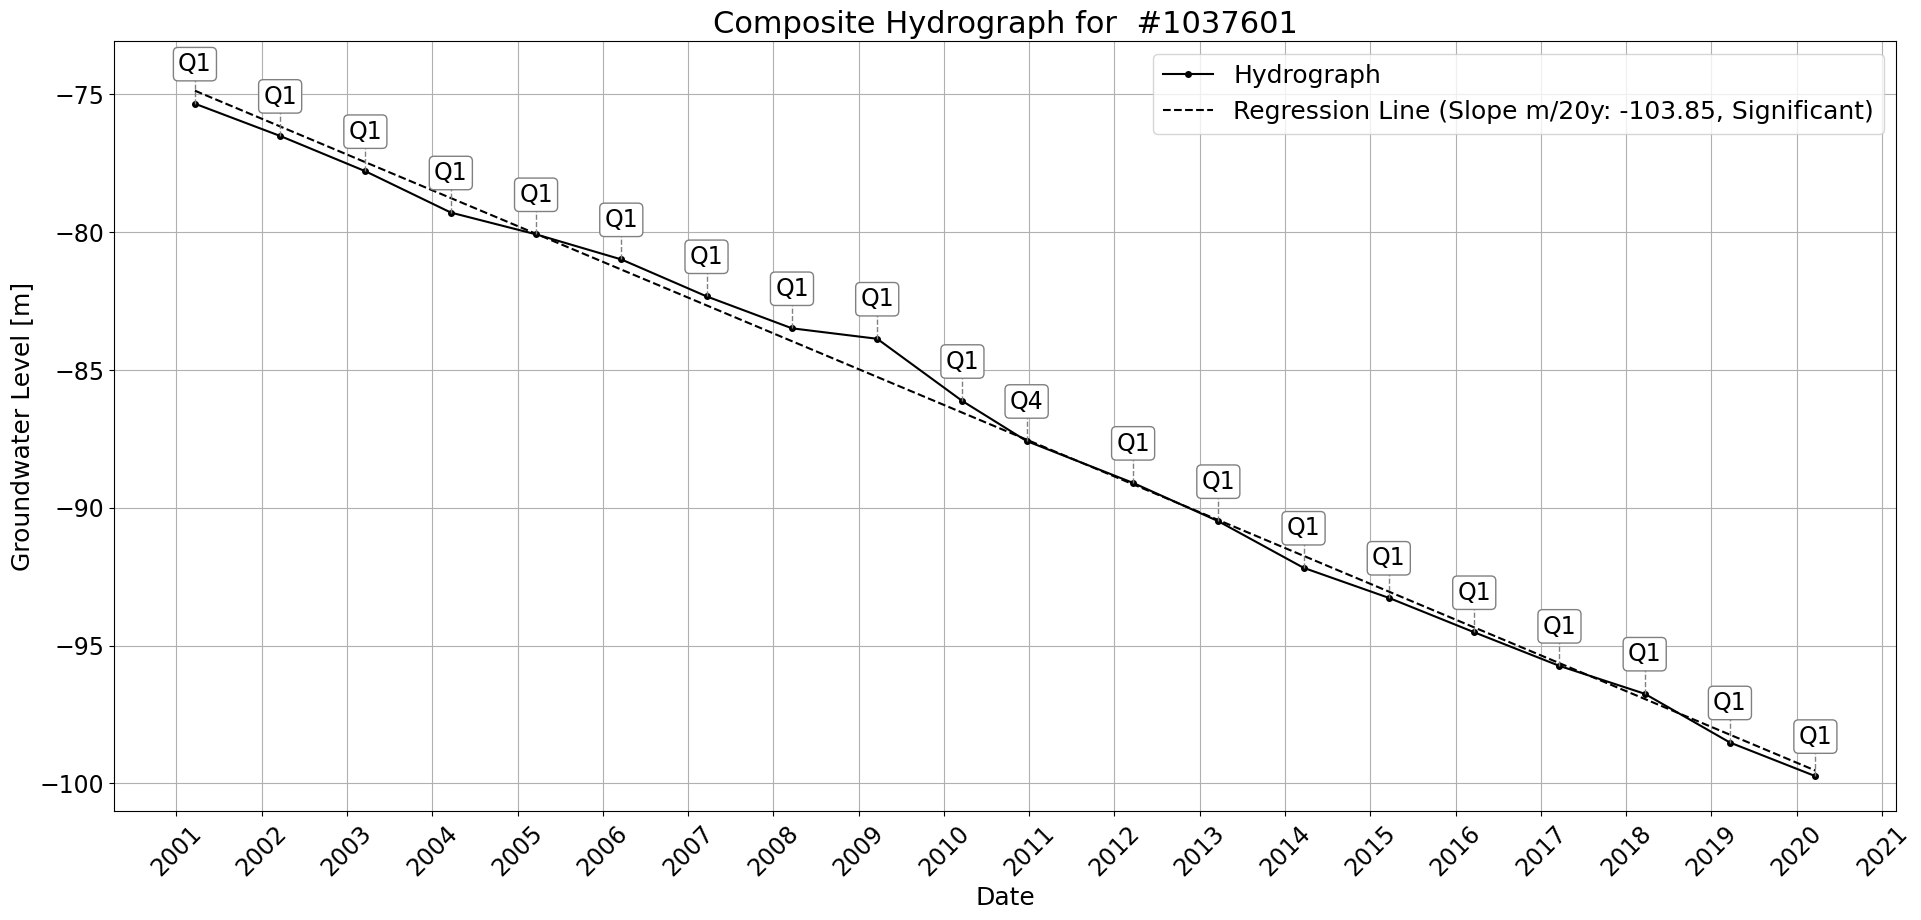 Composite Hydrograph for  #1037601
Hydrograph
Regression Line (Slope m/20y: -103.85, Significant)
Groundwater Level [m]
−75
−80
−85
−90
−95
−100
Q1
Q1
Q1
Q1
Q1
Q1
Q1
Q1
Q1
Q1
Q4
Q1
Q1
Q1
Q1
Q1
Q1
Q1
Q1
Q1
2001
2002
2003
2004
2005
2006
2007
2008
2009
2010
2011
2012
2013
2014
2015
2016
2017
2018
2019
2020
2021
Date